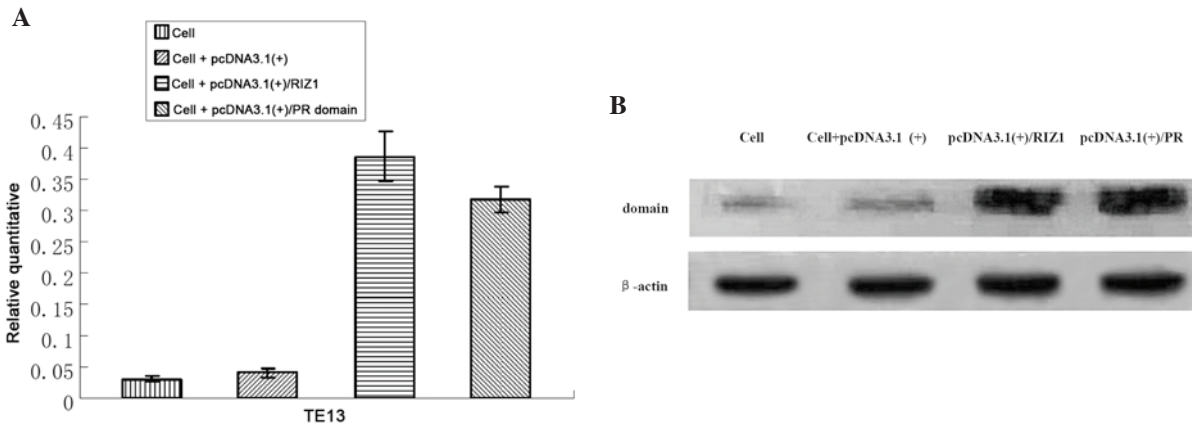 A
Cell
Cell + pcDNA3.1(+)
Cell + pcDNA3.1(+)/RIZ1
Cell + pcDNA3.1(+)/PR domain
0.45
0.4
0.35
0.3
0.25
0.2
0.15
0.1
0.05
0
Relative quantitative
TE13
B
Cell Cell+pcDNA3.1 (+) pcDNA3.1(+)/RIZ1 pcDNA3.1(+)/PR
domain
β-actin